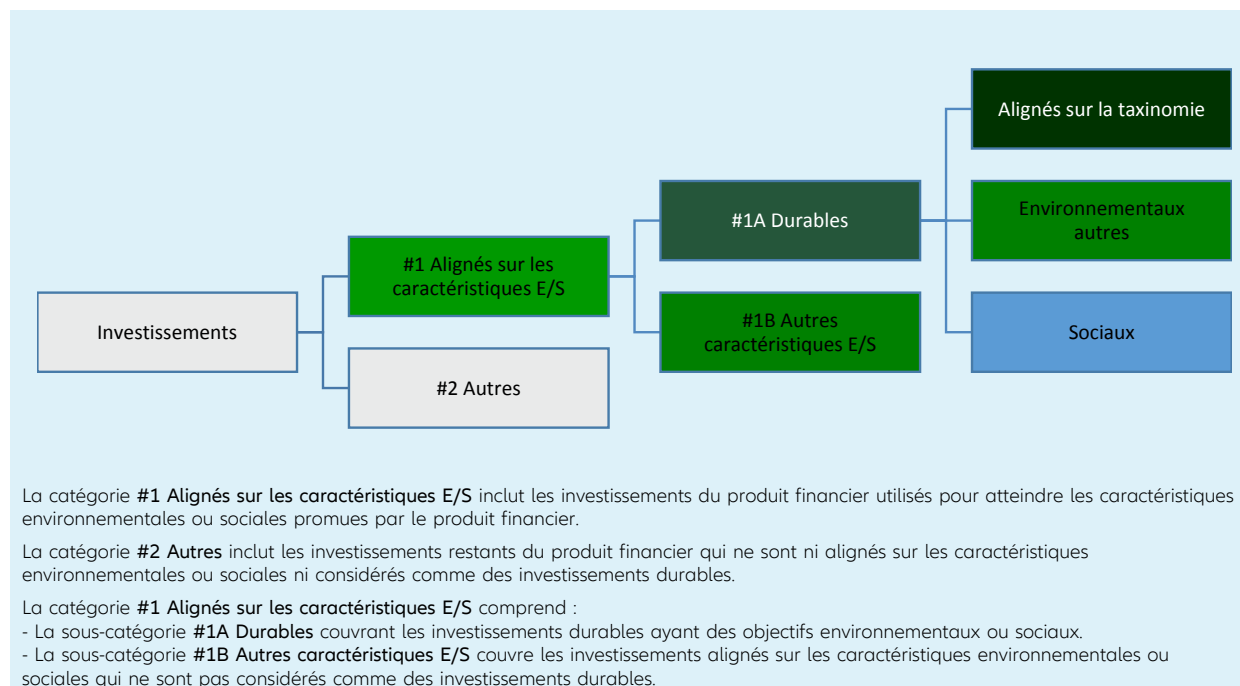 Alignés sur la taxinomie
#1A Durables
Environnementaux
autres
#1 Alignés sur les
caractéristiques E/S
Investissements
#1B Autres
caractéristiques E/S
Sociaux
#2 Autres
La catégorie #1 Alignés sur les caractéristiques E/S inclut les investissements du produit financier utilisés pour atteindre les caractéristiques
environnementales ou sociales promues par le produit financier.
La catégorie #2 Autres inclut les investissements restants du produit financier qui ne sont ni alignés sur les caractéristiques
environnementales ou sociales ni considérés comme des investissements durables.
La catégorie #1 Alignés sur les caractéristiques E/S comprend :
- La sous-catégorie #1A Durables couvrant les investissements durables ayant des objectifs environnementaux ou sociaux.
- La sous-catégorie #1B Autres caractéristiques E/S couvre les investissements alignés sur les caractéristiques environnementales ou
sociales qui ne sont pas considérés comme des investissements durables.